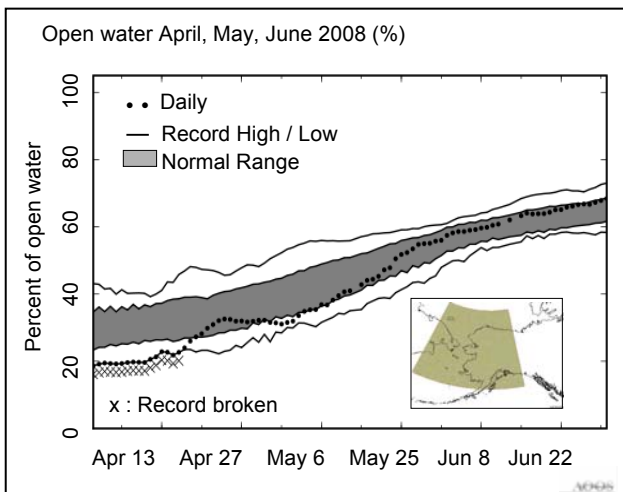 Open water April, May, June 2008 (%)
Percent of open water
100
80
60
40
20
0
Daily
Record High / Low
Normal Range
x : Record broken
Apr 13 Apr 27 May 6 May 25 Jun 8 Jun 22
AOOS